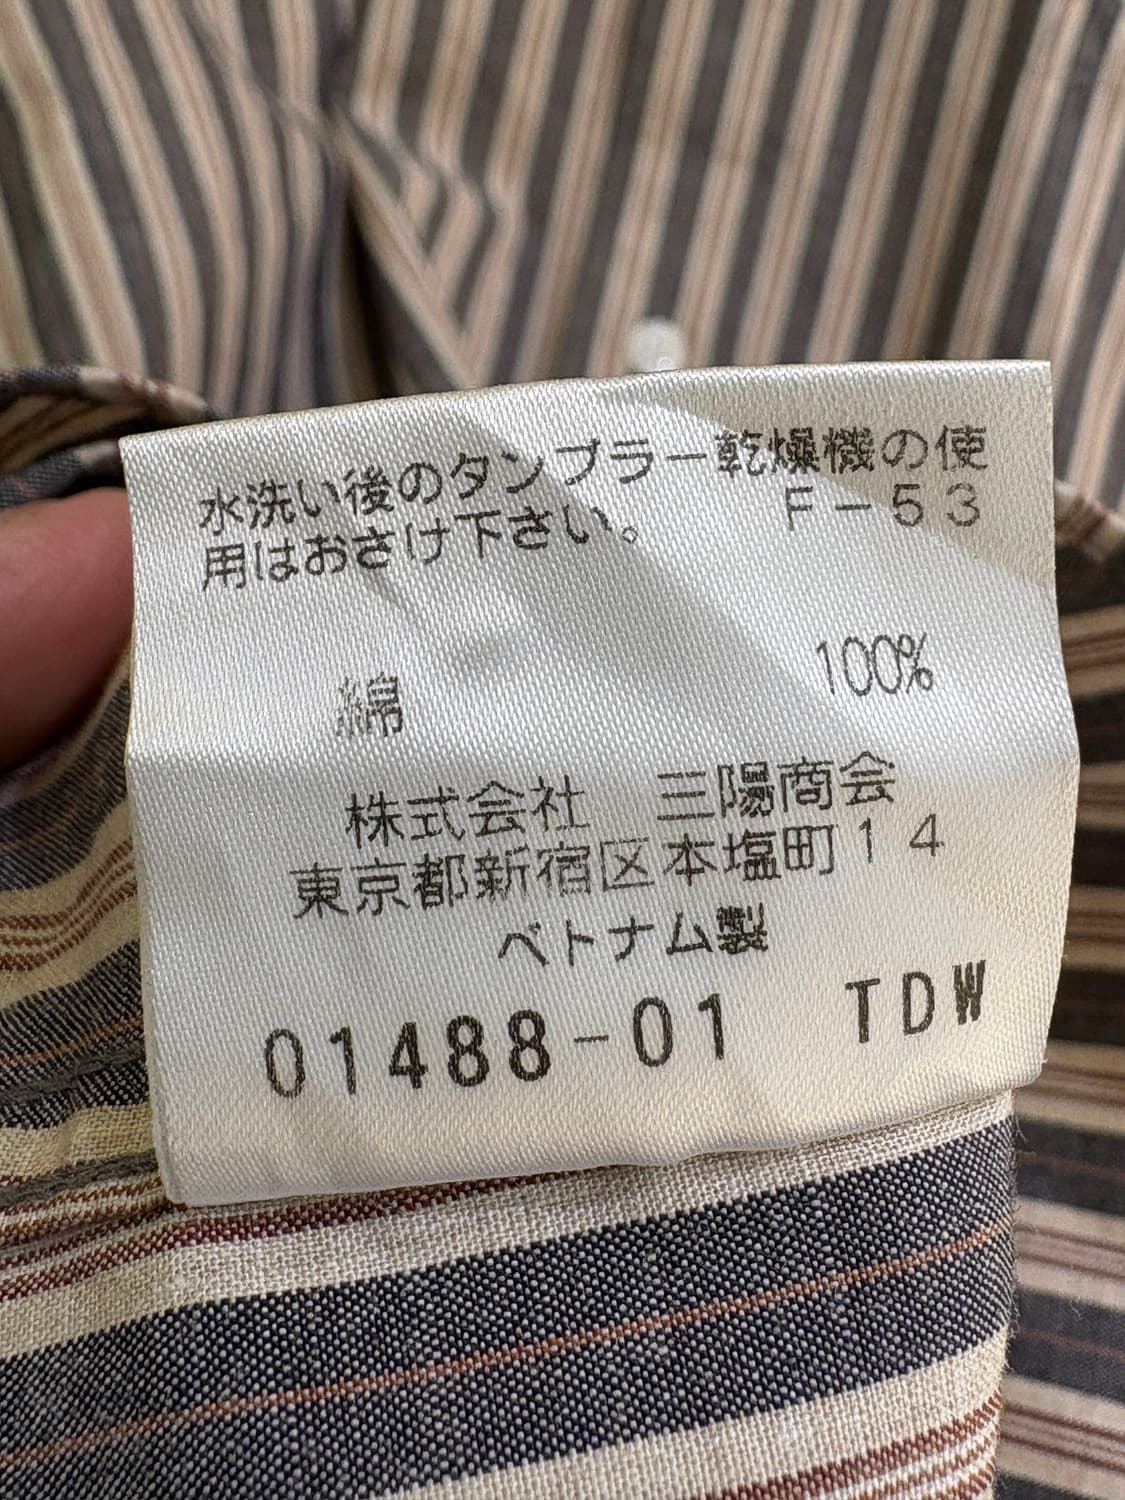 水洗い後のタンブラー乾燥機の使
用はおさけ下さい。 F－５３
綿 100%
株式会社　三陽商会
東京都新宿区本塩町１４
ベトナム製
01488-01 TDW